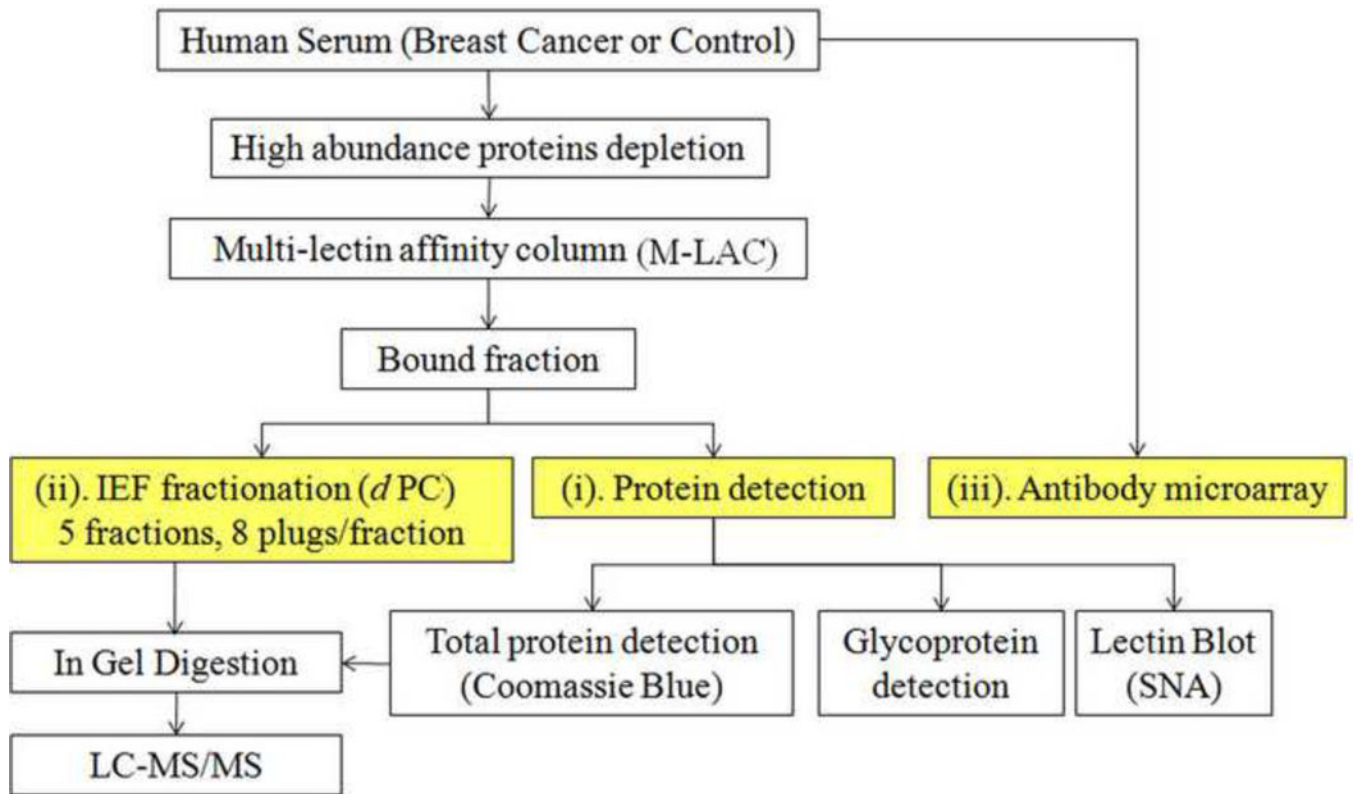 Human Serum (Breast Cancer or Control)
High abundance proteins depletion
Multi-lectin affinity column (M-LAC)
Bound fraction
(ii). IEF fractionation (d PC)
5 fractions, 8 plugs/fraction
(i). Protein detection
(iii). Antibody microarray
In Gel Digestion
Total protein detection
(Coomassie Blue)
Glycoprotein
detection
Lectin Blot
(SNA)
LC-MS/MS